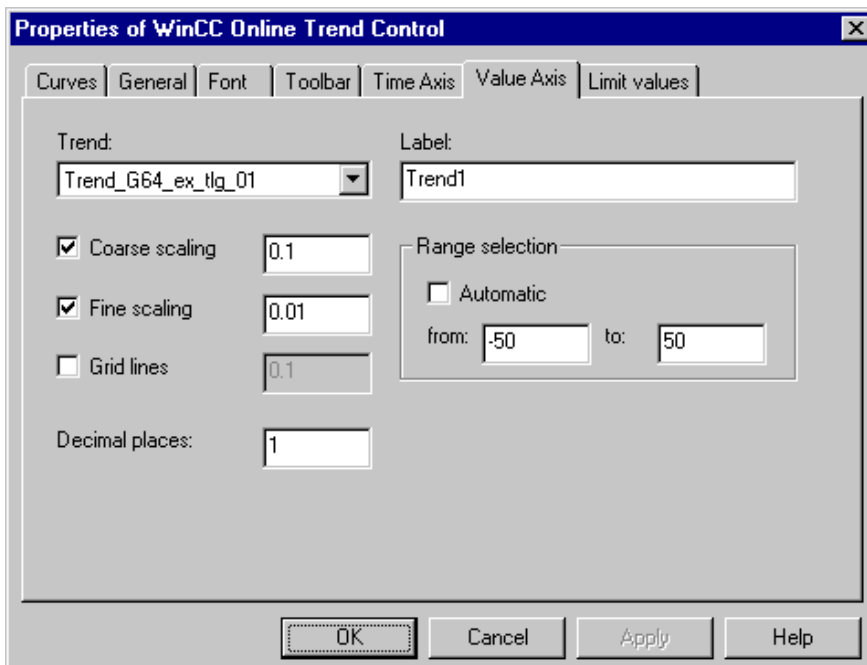 Properties of WinCC Online Trend Control
Curves General Font Toolbar Time Axis Value Axis Limit values
Trend: Label:
Trend_G64_ex_tlg_01 Trend1
Coarse scaling 0.1 Range selection
Automatic
Fine scaling 0.01
from: -50 to: 50
Grid lines 0.1
Decimal places: 1
OK Cancel Apply Help